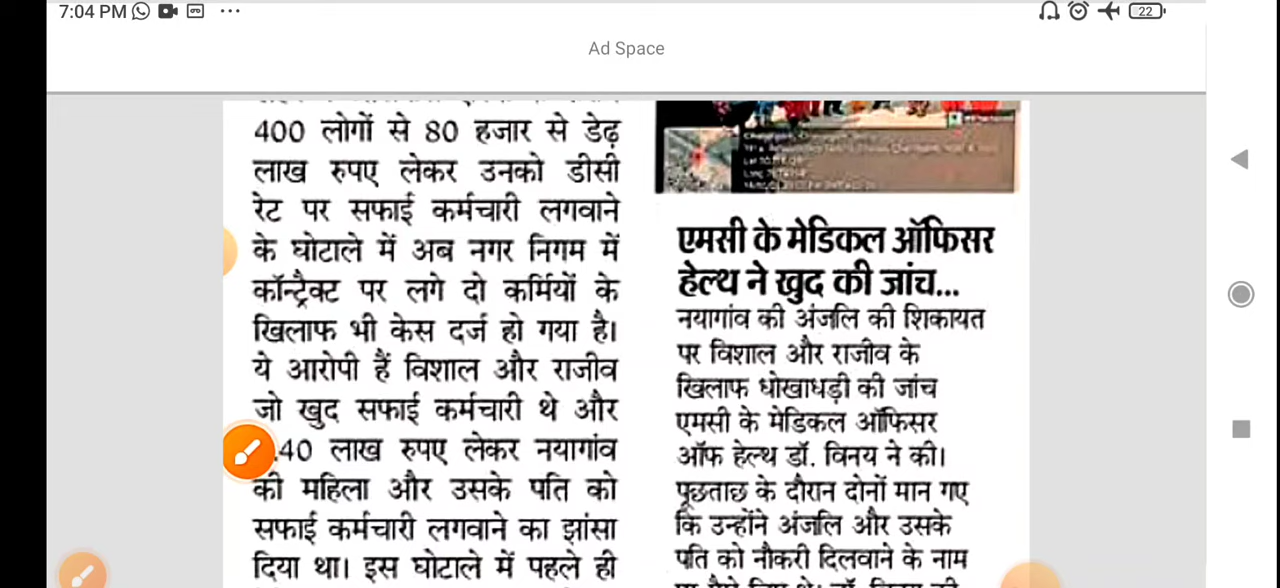 7:04 PM
22
Ad Space
400 लोगों से 80 हजार से डेढ़
लाख रुपए लेकर उनको डीसी
रेट पर सफाई कर्मचारी लगवाने
के घोटाले में अब नगर निगम में
कॉन्ट्रैक्ट पर लगे दो कर्मियों के
खिलाफ भी केस दर्ज हो गया है।
ये आरोपी हैं विशाल और राजीव
जो खुद सफाई कर्मचारी थे और
.40 लाख रुपए लेकर नयागांव
की महिला और उसके पति को
सफाई कर्मचारी लगवाने का झांसा
दिया था। इस घोटाले में पहले ही
एमसी के मेडिकल ऑफिसर
हेल्थ ने खुद की जांच...
नयागांव की अंजलि की शिकायत
पर विशाल और राजीव के
खिलाफ धोखाधड़ी की जांच
एमसी के मेडिकल ऑफिसर
ऑफ हेल्थ डॉ. विनय ने की।
पूछताछ के दौरान दोनों मान गए
कि उन्होंने अंजलि और उसके
पति को नौकरी दिलवाने के नाम